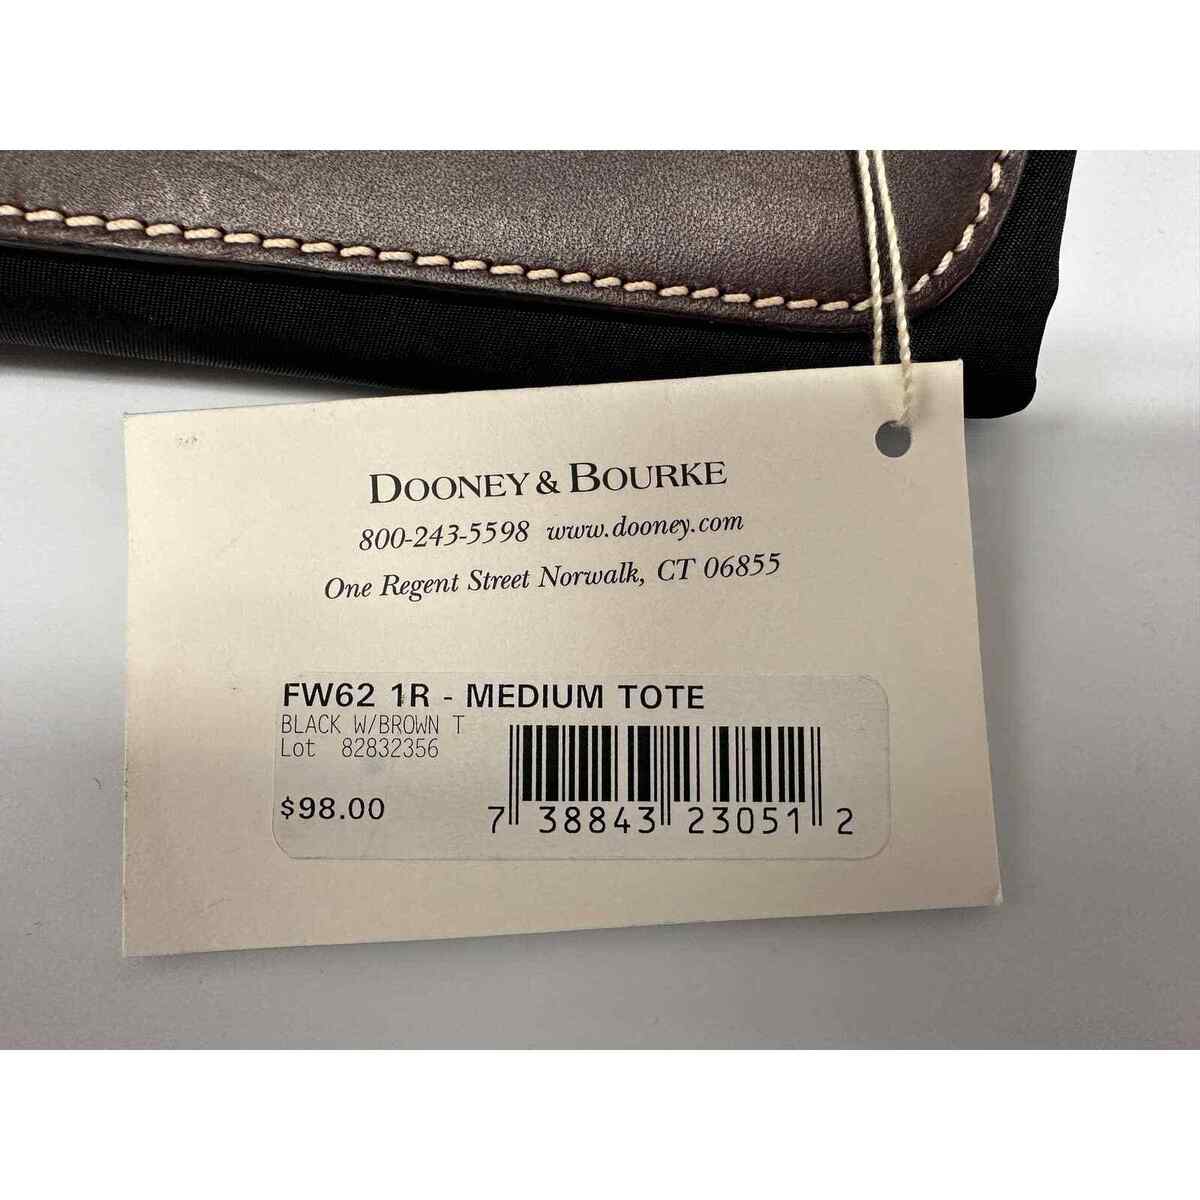 DOONEY & BOURKE
800-243-5598 www.dooney.com
One Regent Street Norwalk, CT 06855
FW62 1R - MEDIUM TOTE
BLACK W/BROWN T
Lot 82832356
$98.00
7 38843 23051 2